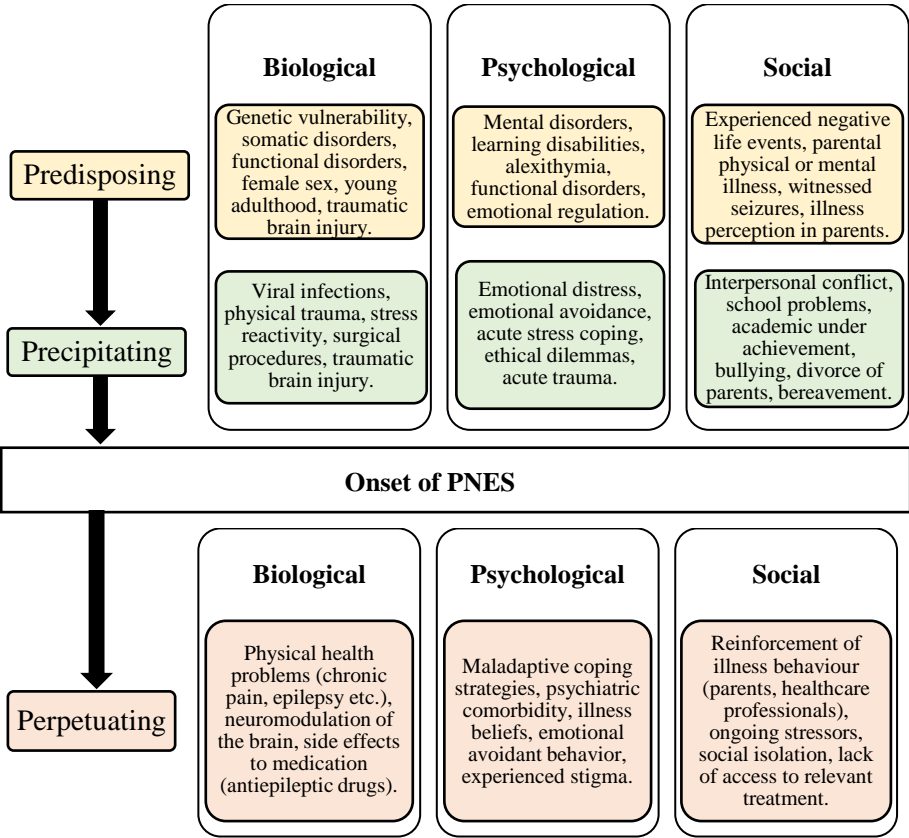 Biological
Psychological
Social
Predisposing
Genetic vulnerability,
somatic disorders,
functional disorders,
female sex, young
adulthood, traumatic
brain injury.
Mental disorders,
learning disabilities,
alexithymia,
functional disorders,
emotional regulation.
Experienced negative
life events, parental
physical or mental
illness, witnessed
seizures, illness
perception in parents.
Precipitating
Viral infections,
physical trauma, stress
reactivity, surgical
procedures, traumatic
brain injury.
Emotional distress,
emotional avoidance,
acute stress coping,
ethical dilemmas,
acute trauma.
Interpersonal conflict,
school problems,
academic under
achievement,
bullying, divorce of
parents, bereavement.
Onset of PNES
Biological
Psychological
Social
Perpetuating
Physical health
problems (chronic
pain, epilepsy etc.),
neuromodulation of
the brain, side effects
to medication
(antiepileptic drugs).
Maladaptive coping
strategies, psychiatric
comorbidity, illness
beliefs, emotional
avoidant behavior,
experienced stigma.
Reinforcement of
illness behaviour
(parents, healthcare
professionals),
ongoing stressors,
social isolation, lack
of access to relevant
treatment.